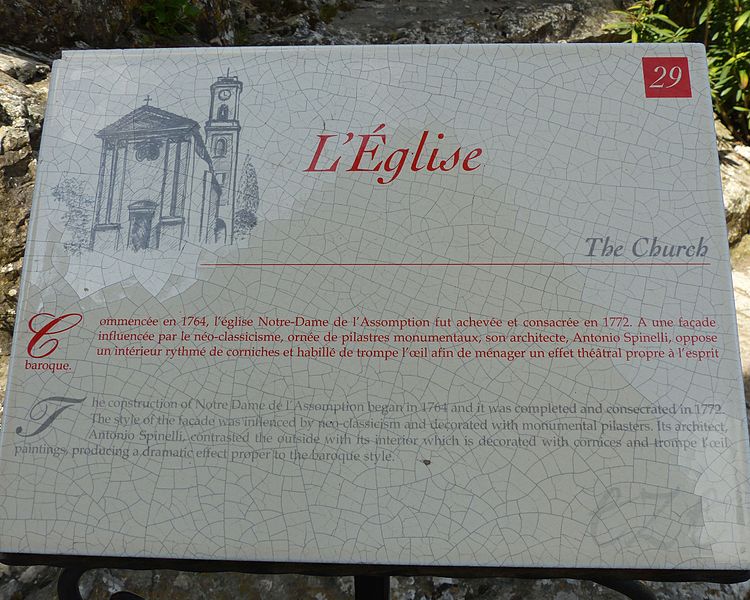 29
L'Église
The Church
Commencée en 1764, l'église Notre-Dame de l'Assomption fut achevée et consacrée en 1772. A une façade
influencée par le néo-classicisme, ornée de pilastres monumentaux, son architecte, Antonio Spinelli, oppose
un intérieur rythmé de corniches et habillé de trompe l'œil afin de ménager un effet théâtral propre à l'esprit
baroque.
The construction of Notre Dame de l'Assomption began in 1764 and it was completed and consecrated in 1772.
The style of the façade was inflenced by neo-classicism and decorated with monumental pilasters. Its architect,
Antonio Spinelli, contrasted the outside with its interior which is decorated with cornices and trompe l'œil
paintings, producing a dramatic effect proper to the baroque style.